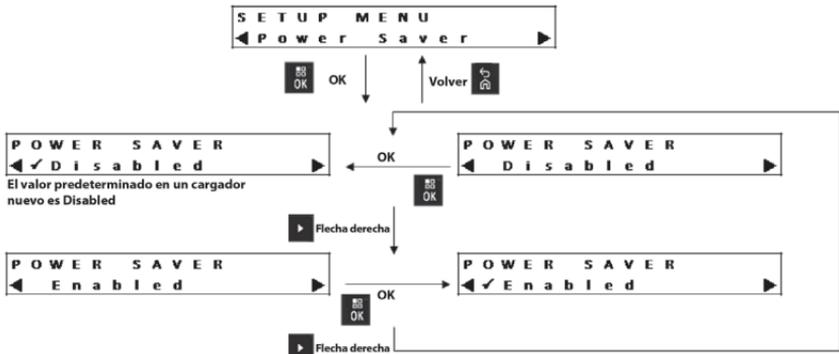 SETUP MENU
Power Saver
OK
OK
Volver
POWER SAVER
✓Disabled
El valor predeterminado en un cargador
nuevo es Disabled
OK
OK
POWER SAVER
Disabled
Flecha derecha
POWER SAVER
Enabled
OK
OK
POWER SAVER
✓Enabled
Flecha derecha